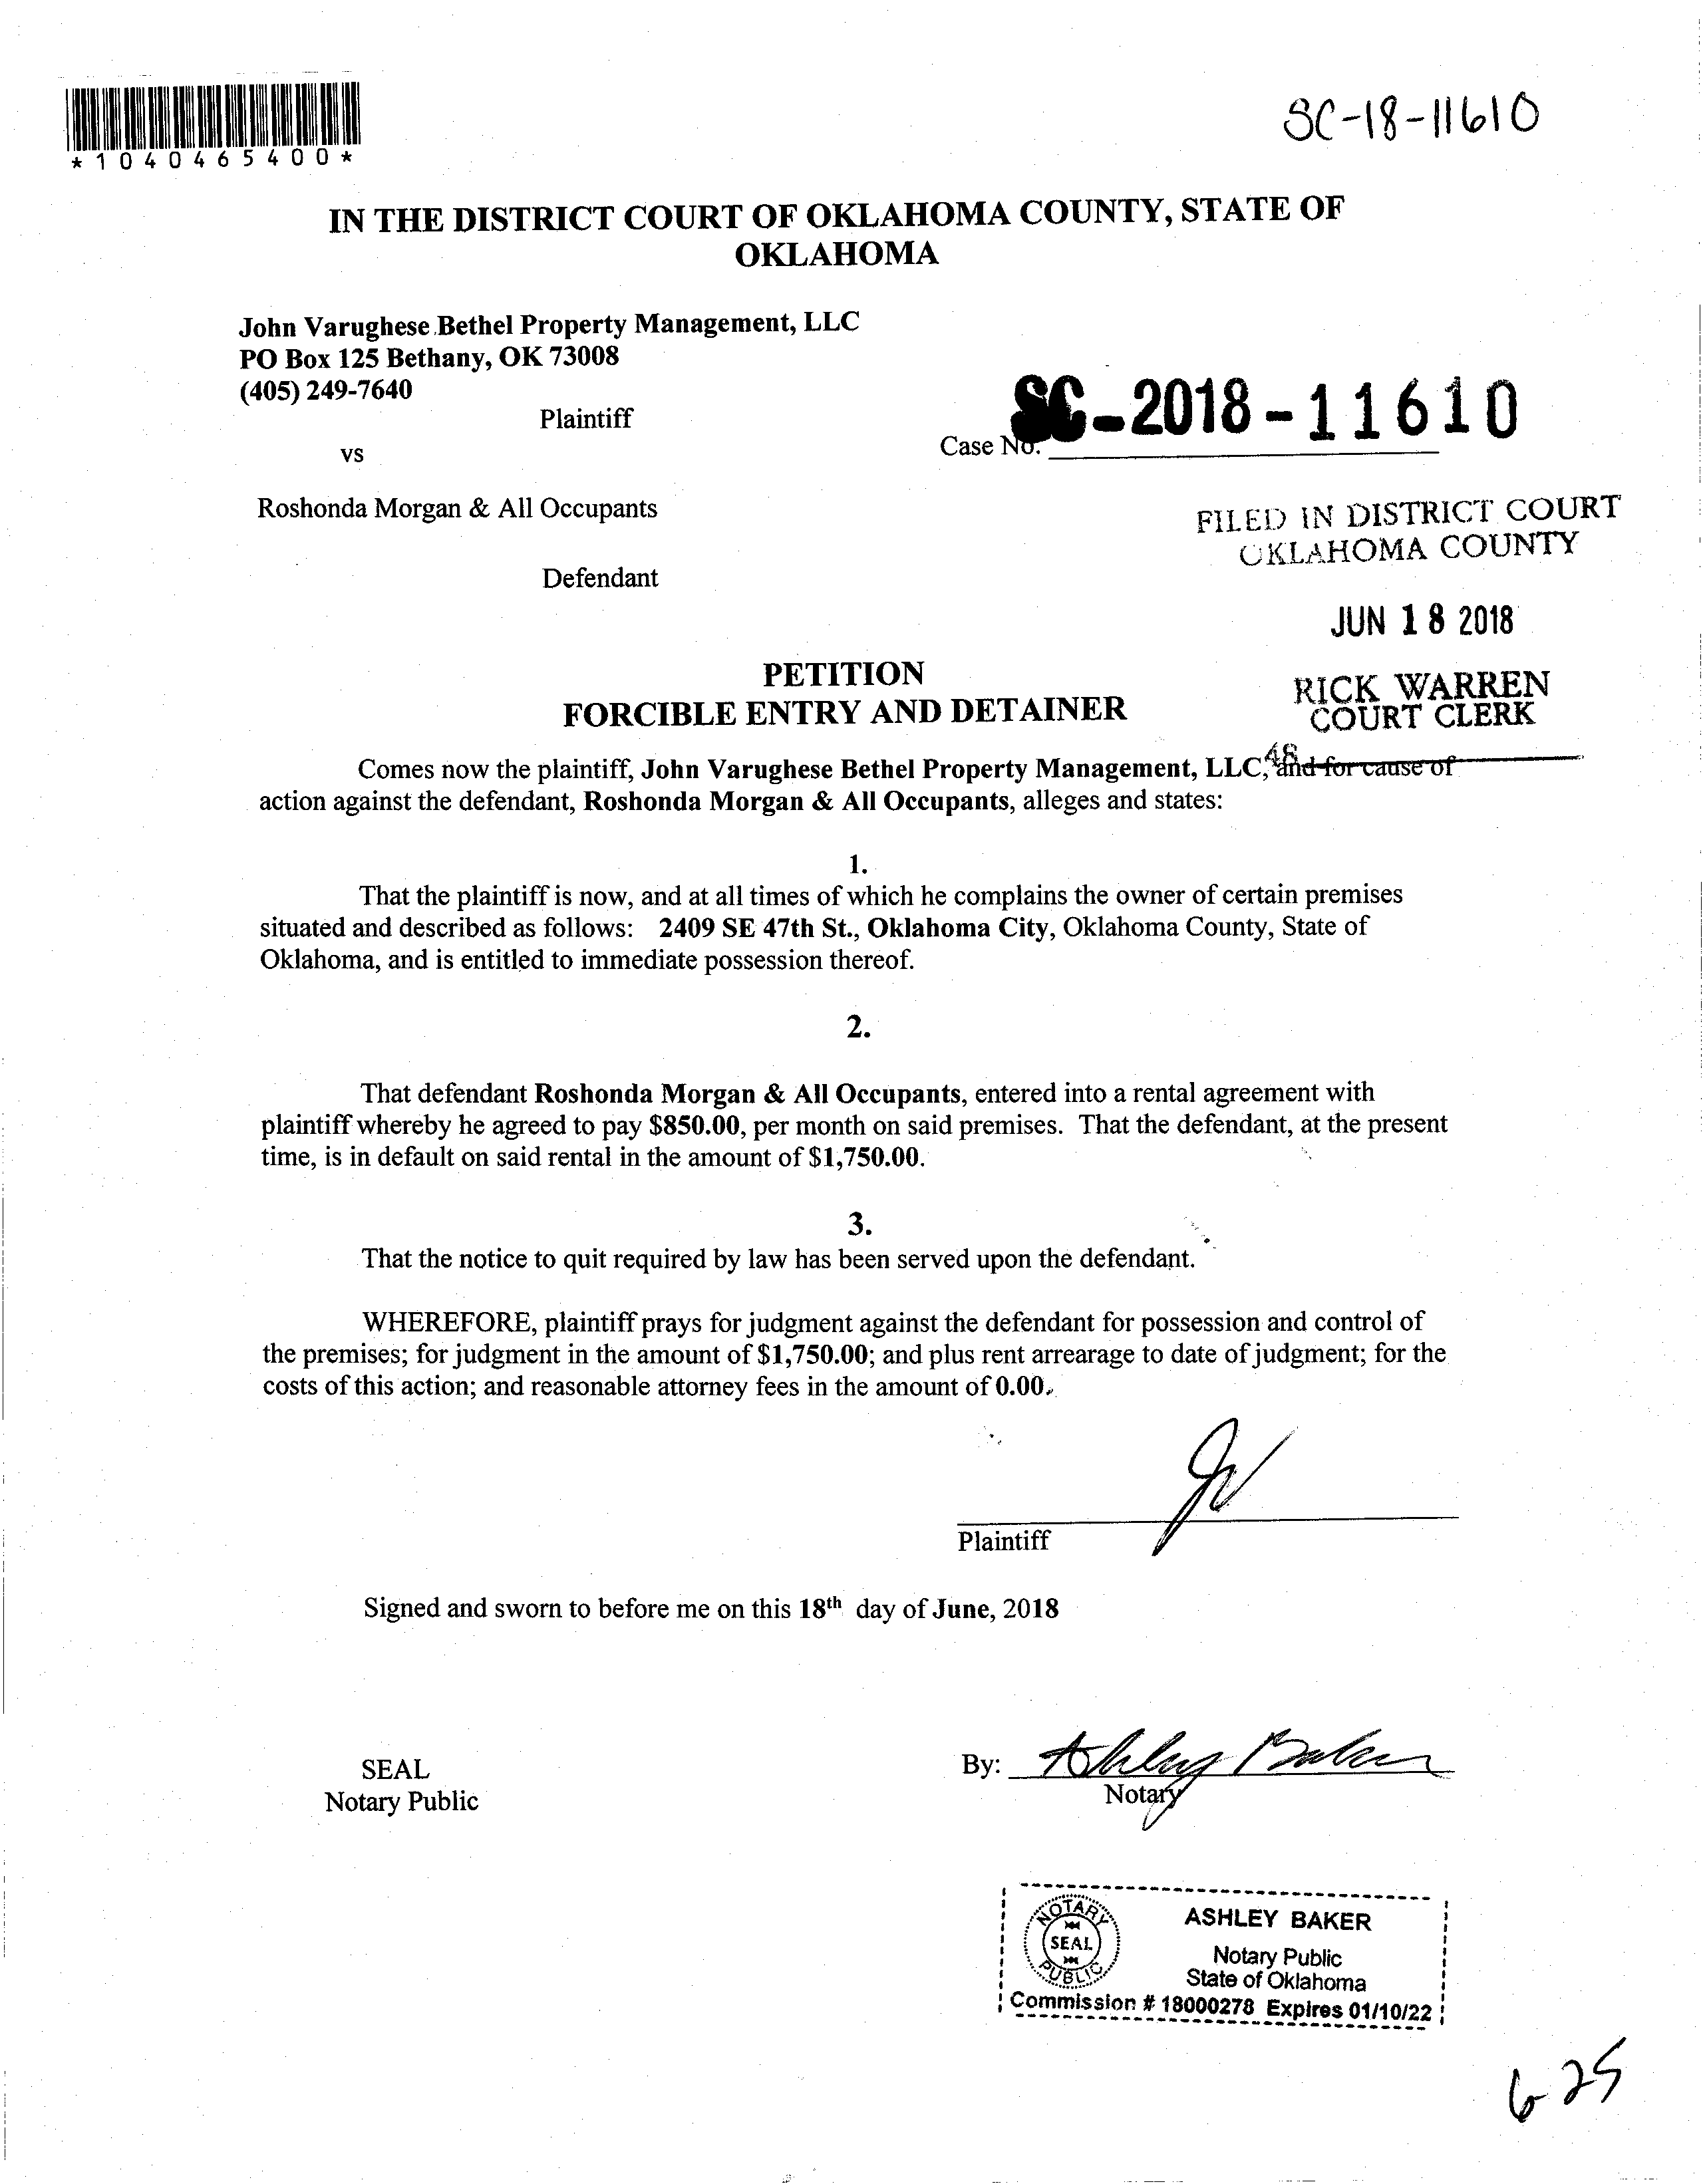 *1040465400*
SC-18-11610
IN THE DISTRICT COURT OF OKLAHOMA COUNTY, STATE OF
OKLAHOMA
John Varughese Bethel Property Management, LLC
PO Box 125 Bethany, OK 73008
(405) 249-7640
Plaintiff
vs
Case No. SC-2018-11610
Roshonda Morgan & All Occupants
Defendant
FILED IN DISTRICT COURT
OKLAHOMA COUNTY
JUN 18 2018
RICK WARREN
COURT CLERK
PETITION
FORCIBLE ENTRY AND DETAINER
Comes now the plaintiff, John Varughese Bethel Property Management, LLC, 48 and for cause of
action against the defendant, Roshonda Morgan & All Occupants, alleges and states:
1.
That the plaintiff is now, and at all times of which he complains the owner of certain premises
situated and described as follows: 2409 SE 47th St., Oklahoma City, Oklahoma County, State of
Oklahoma, and is entitled to immediate possession thereof.
2.
That defendant Roshonda Morgan & All Occupants, entered into a rental agreement with
plaintiff whereby he agreed to pay $850.00, per month on said premises. That the defendant, at the present
time, is in default on said rental in the amount of $1,750.00.
3.
That the notice to quit required by law has been served upon the defendant.
WHEREFORE, plaintiff prays for judgment against the defendant for possession and control of
the premises; for judgment in the amount of $1,750.00; and plus rent arrearage to date of judgment; for the
costs of this action; and reasonable attorney fees in the amount of 0.00.
JV
Plaintiff
Signed and sworn to before me on this 18th day of June, 2018
SEAL
Notary Public
By: Ashley Baker
Notary
NOTARY
SEAL
PUBLIC
ASHLEY BAKER
Notary Public
State of Oklahoma
Commission # 18000278 Expires 01/10/22
6-25